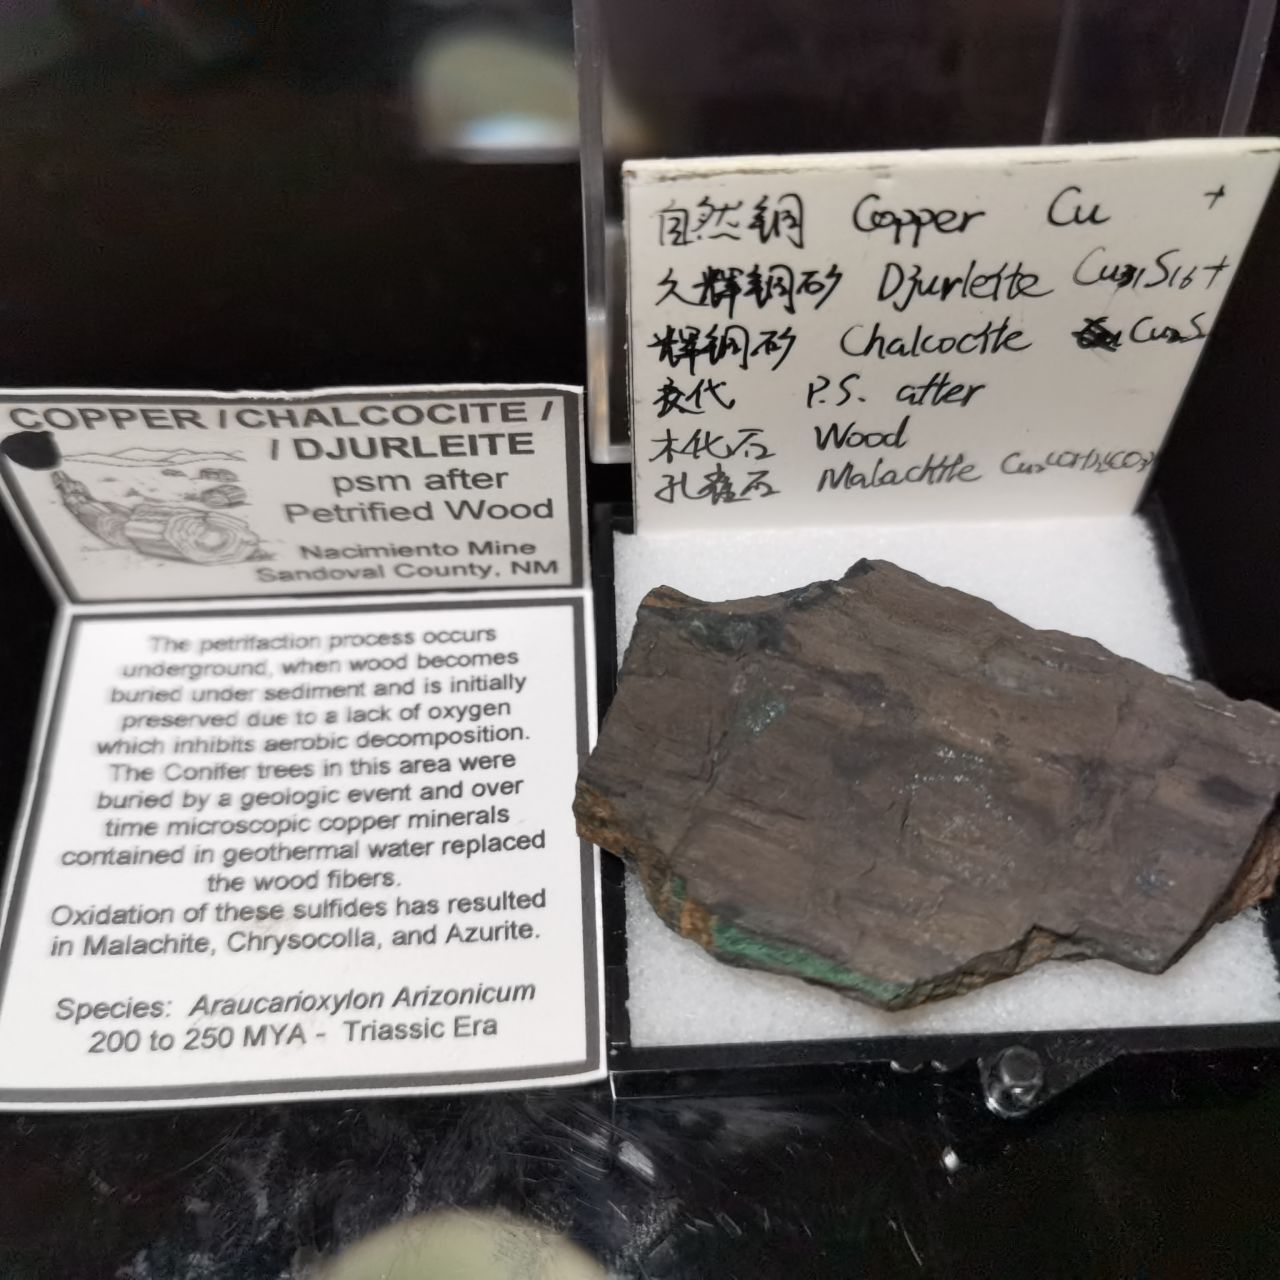 COPPER / CHALCOCITE /
/ DJURLEITE
psm after
Petrified Wood
Nacimiento Mine
Sandoval County, NM
The petrifaction process occurs
underground, when wood becomes
buried under sediment and is initially
preserved due to a lack of oxygen
which inhibits aerobic decomposition.
The Conifer trees in this area were
buried by a geologic event and over
time microscopic copper minerals
contained in geothermal water replaced
the wood fibers.
Oxidation of these sulfides has resulted
in Malachite, Chrysocolla, and Azurite.
Species: Araucarioxylon Arizonicum
200 to 250 MYA - Triassic Era
自然铜 Copper Cu +
久辉铜矿 Djurleite Cu31S16 +
辉铜矿 Chalcocite Cu2S
交代 P.S. after
木化石 Wood
孔雀石 Malachite